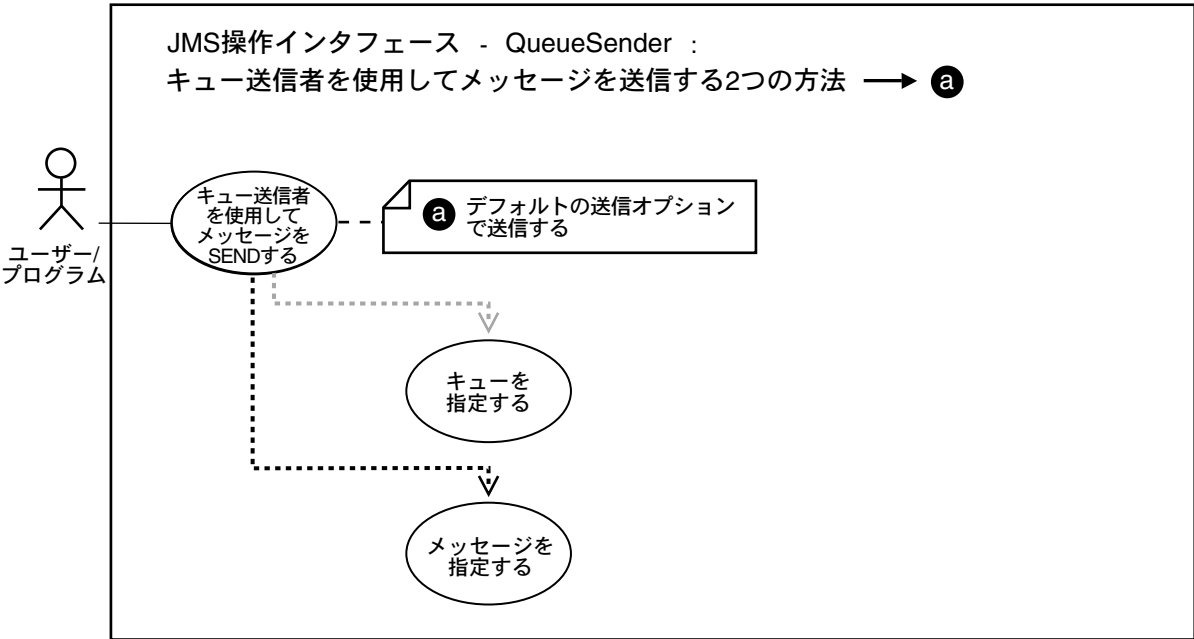 JMS操作インタフェース - QueueSender :
キュー送信者を使用してメッセージを送信する2つの方法 a
キュー送信者
を使用して
メッセージを
SENDする
a デフォルトの送信オプション
で送信する
ユーザー/
プログラム
キューを
指定する
メッセージを
指定する